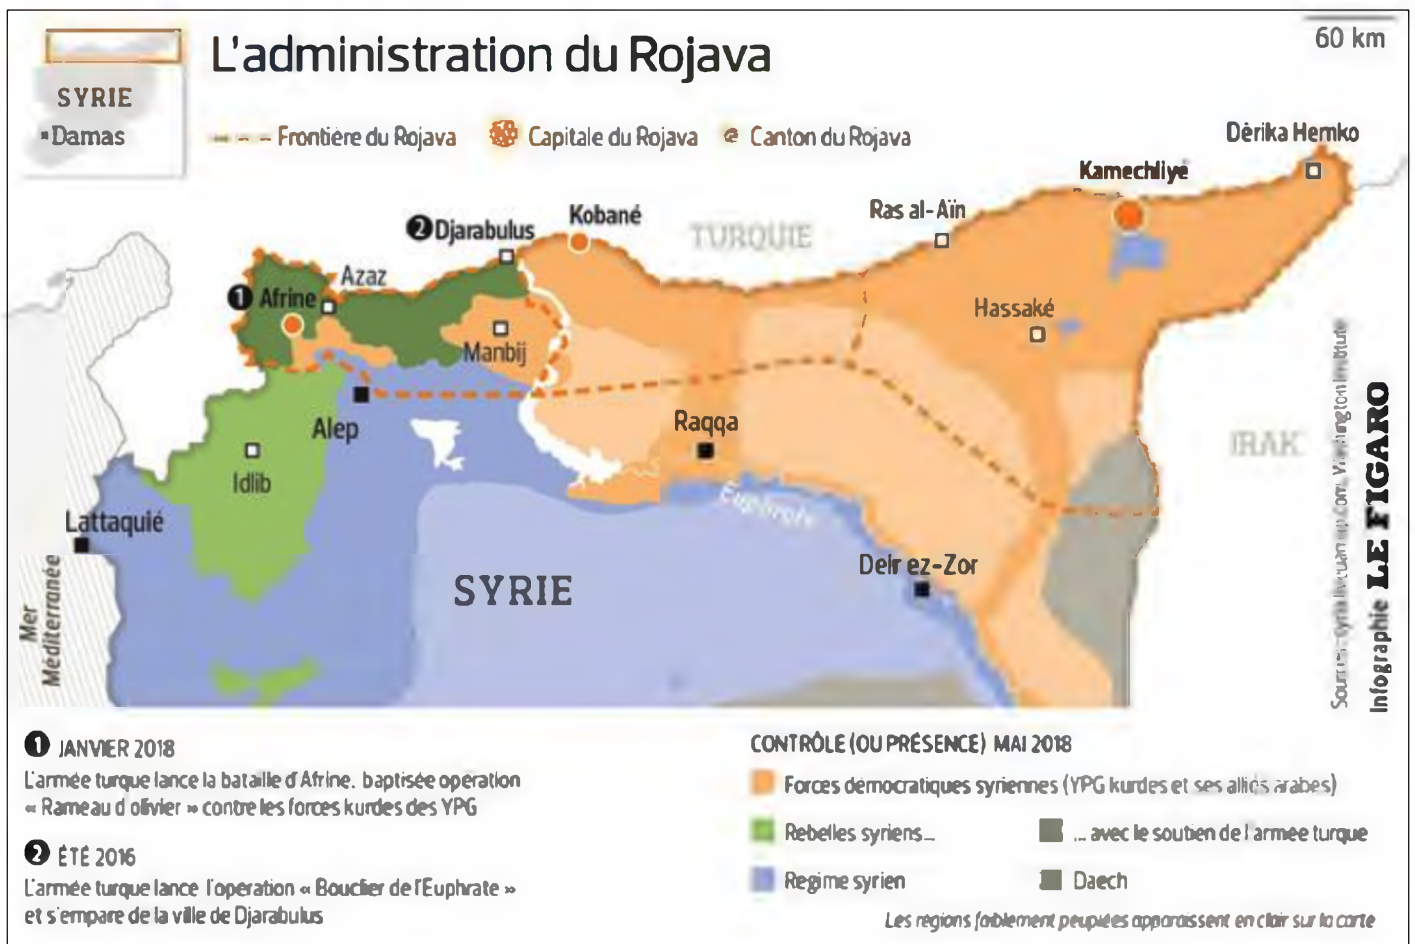 L'administration du Rojava
60 km
SYRIE
Damas
Frontière du Rojava
Capitale du Rojava
Canton du Rojava
Dêrika Hemko
Kamechliyé
Ras al-Aïn
Kobané
❷ Djarabulus
TURQUIE
Azaz
❶ Afrine
Hassaké
Manbij
Alep
Raqqa
IRAK
Idlib
Euphrate
Lattaquié
Deir ez-Zor
SYRIE
Mer
Méditerranée
Infographie LE FIGARO
❶ JANVIER 2018
L'armée turque lance la bataille d'Afrine, baptisée opération
« Rameau d'olivier » contre les forces kurdes des YPG
❷ ÉTÉ 2016
L'armée turque lance l'opération « Bouclier de l'Euphrate »
et s'empare de la ville de Djarabulus
CONTRÔLE (OU PRÉSENCE) MAI 2018
Forces démocratiques syriennes (YPG kurdes et ses alliés arabes)
Rebelles syriens...
... avec le soutien de l'armée turque
Régime syrien
Daech
Les régions faiblement peuplées apparaissent en clair sur la carte